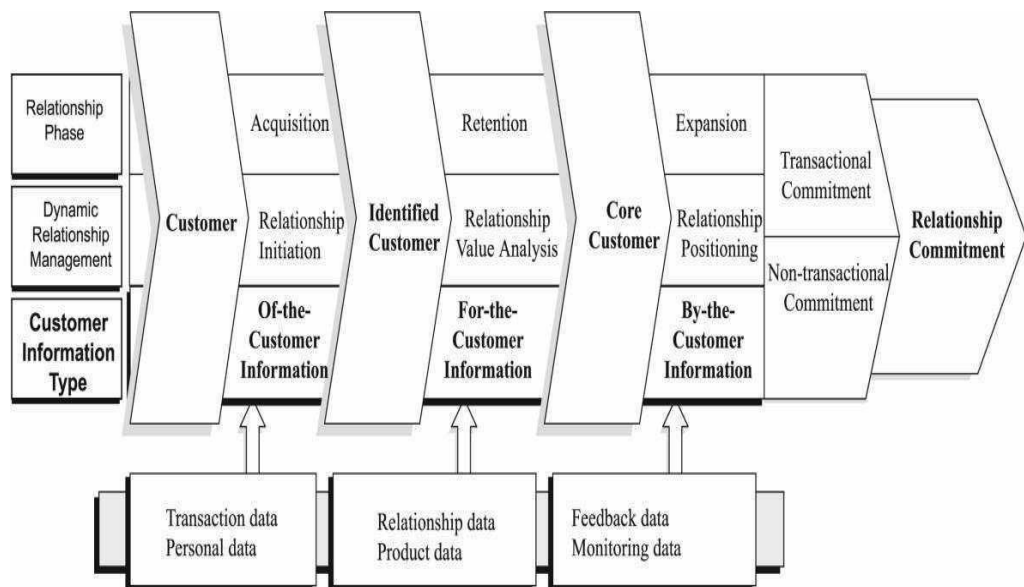 Relationship
Phase
Acquisition
Retention
Expansion
Transactional
Commitment
Dynamic
Relationship
Management
Customer
Relationship
Initiation
Identified
Customer
Relationship
Value Analysis
Core
Customer
Relationship
Positioning
Non-transactional
Commitment
Relationship
Commitment
Customer
Information
Type
Of-the-
Customer
Information
For-the-
Customer
Information
By-the-
Customer
Information
Transaction data
Personal data
Relationship data
Product data
Feedback data
Monitoring data